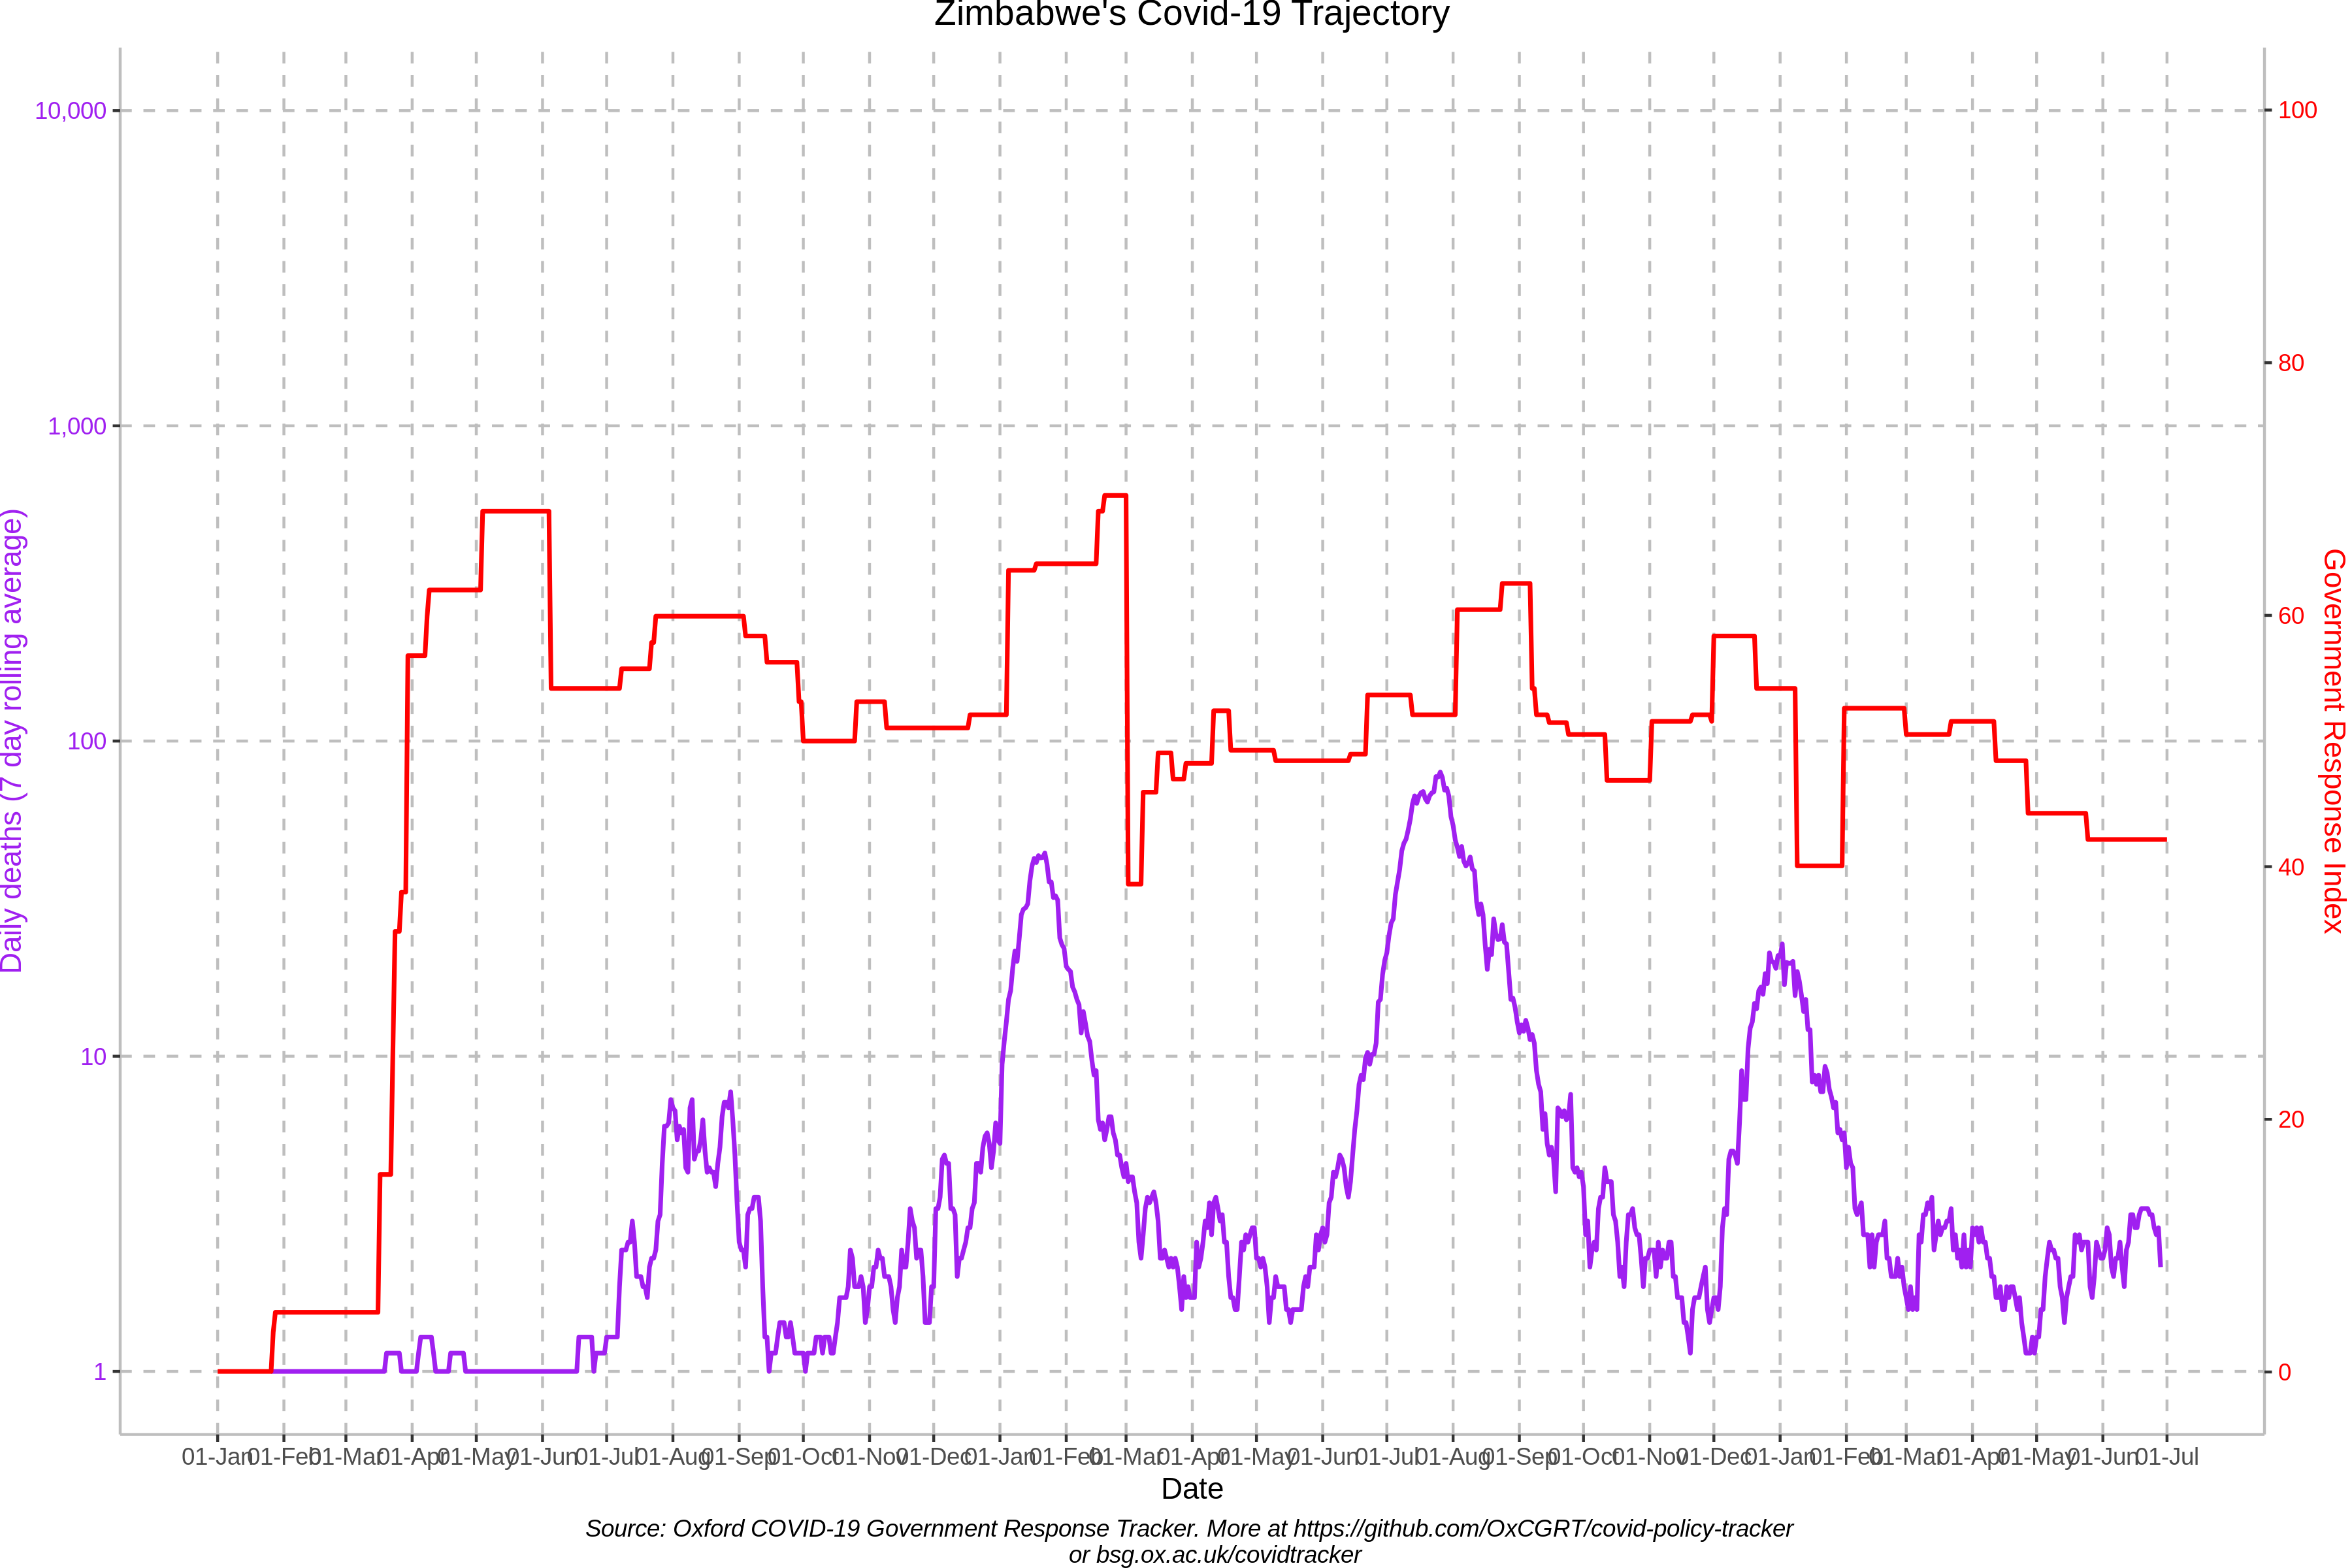 Zimbabwe's Covid-19 Trajectory
10,000
1,000
100
10
1
Daily deaths (7 day rolling average)
100
80
60
40
20
0
Government Response Index
01-Jan 01-Feb 01-Mar 01-Apr 01-May 01-Jun 01-Jul 01-Aug 01-Sep 01-Oct 01-Nov 01-Dec 01-Jan 01-Feb 01-Mar 01-Apr 01-May 01-Jun 01-Jul 01-Aug 01-Sep 01-Oct 01-Nov 01-Dec 01-Jan 01-Feb 01-Mar 01-Apr 01-May 01-Jun 01-Jul
Date
Source: Oxford COVID-19 Government Response Tracker. More at https://github.com/OxCGRT/covid-policy-tracker
or bsg.ox.ac.uk/covidtracker